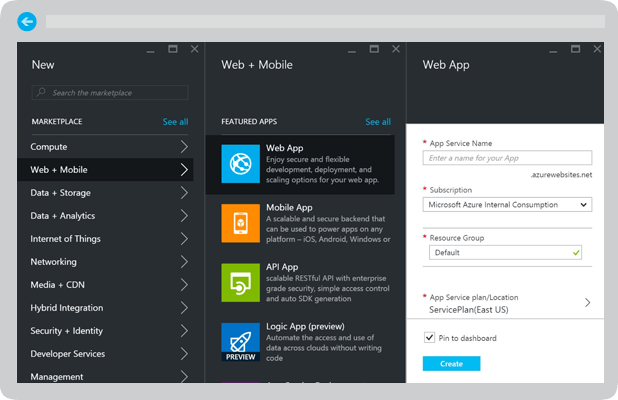 New
Search the marketplace
MARKETPLACE See all
Compute
Web + Mobile
Data + Storage
Data + Analytics
Internet of Things
Networking
Media + CDN
Hybrid Integration
Security + Identity
Developer Services
Management
Web + Mobile
FEATURED APPS See all
Web App
Enjoy secure and flexible
development, deployment, and
scaling options for your web app.
Mobile App
A scalable and secure backend that
can be used to power apps on any
platform – iOS, Android, Windows or
API App
scalable RESTful API with enterprise
grade security, simple access control
and auto SDK generation
Logic App (preview)
Automate the access and use of
data across clouds without writing
code
PREVIEW
Web App
* App Service Name
Enter a name for your App
.azurewebsites.net
* Subscription
Microsoft Azure Internal Consumption
* Resource Group
Default
* App Service plan/Location
ServicePlan(East US)
Pin to dashboard
Create